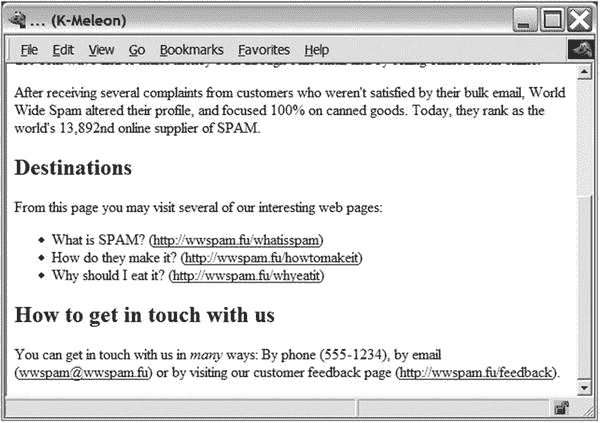 ... (K-Meleon)
File Edit View Go Bookmarks Favorites Help
After receiving several complaints from customers who weren't satisfied by their bulk email, World
Wide Spam altered their profile, and focused 100% on canned goods. Today, they rank as the
world's 13,892nd online supplier of SPAM.
Destinations
From this page you may visit several of our interesting web pages:
• What is SPAM? (http://wwspam.fu/whatisspam)
• How do they make it? (http://wwspam.fu/howtomakeit)
• Why should I eat it? (http://wwspam.fu/whyeatit)
How to get in touch with us
You can get in touch with us in many ways: By phone (555-1234), by email
(wwspam@wwspam.fu) or by visiting our customer feedback page (http://wwspam.fu/feedback).